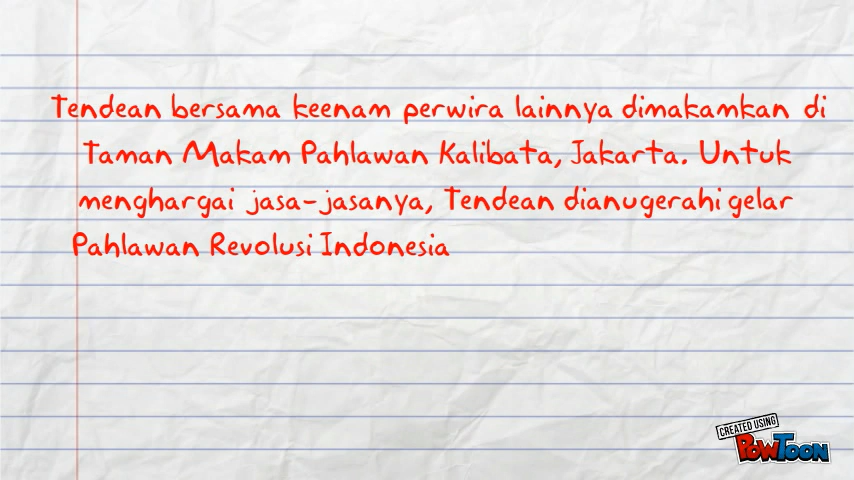 Tendean bersama keenam perwira lainnya dimakamkan di
Taman Makam Pahlawan Kalibata, Jakarta. Untuk
menghargai jasa-jasanya, Tendean dianugerahi gelar
Pahlawan Revolusi Indonesia
CREATED USING
POWTOON